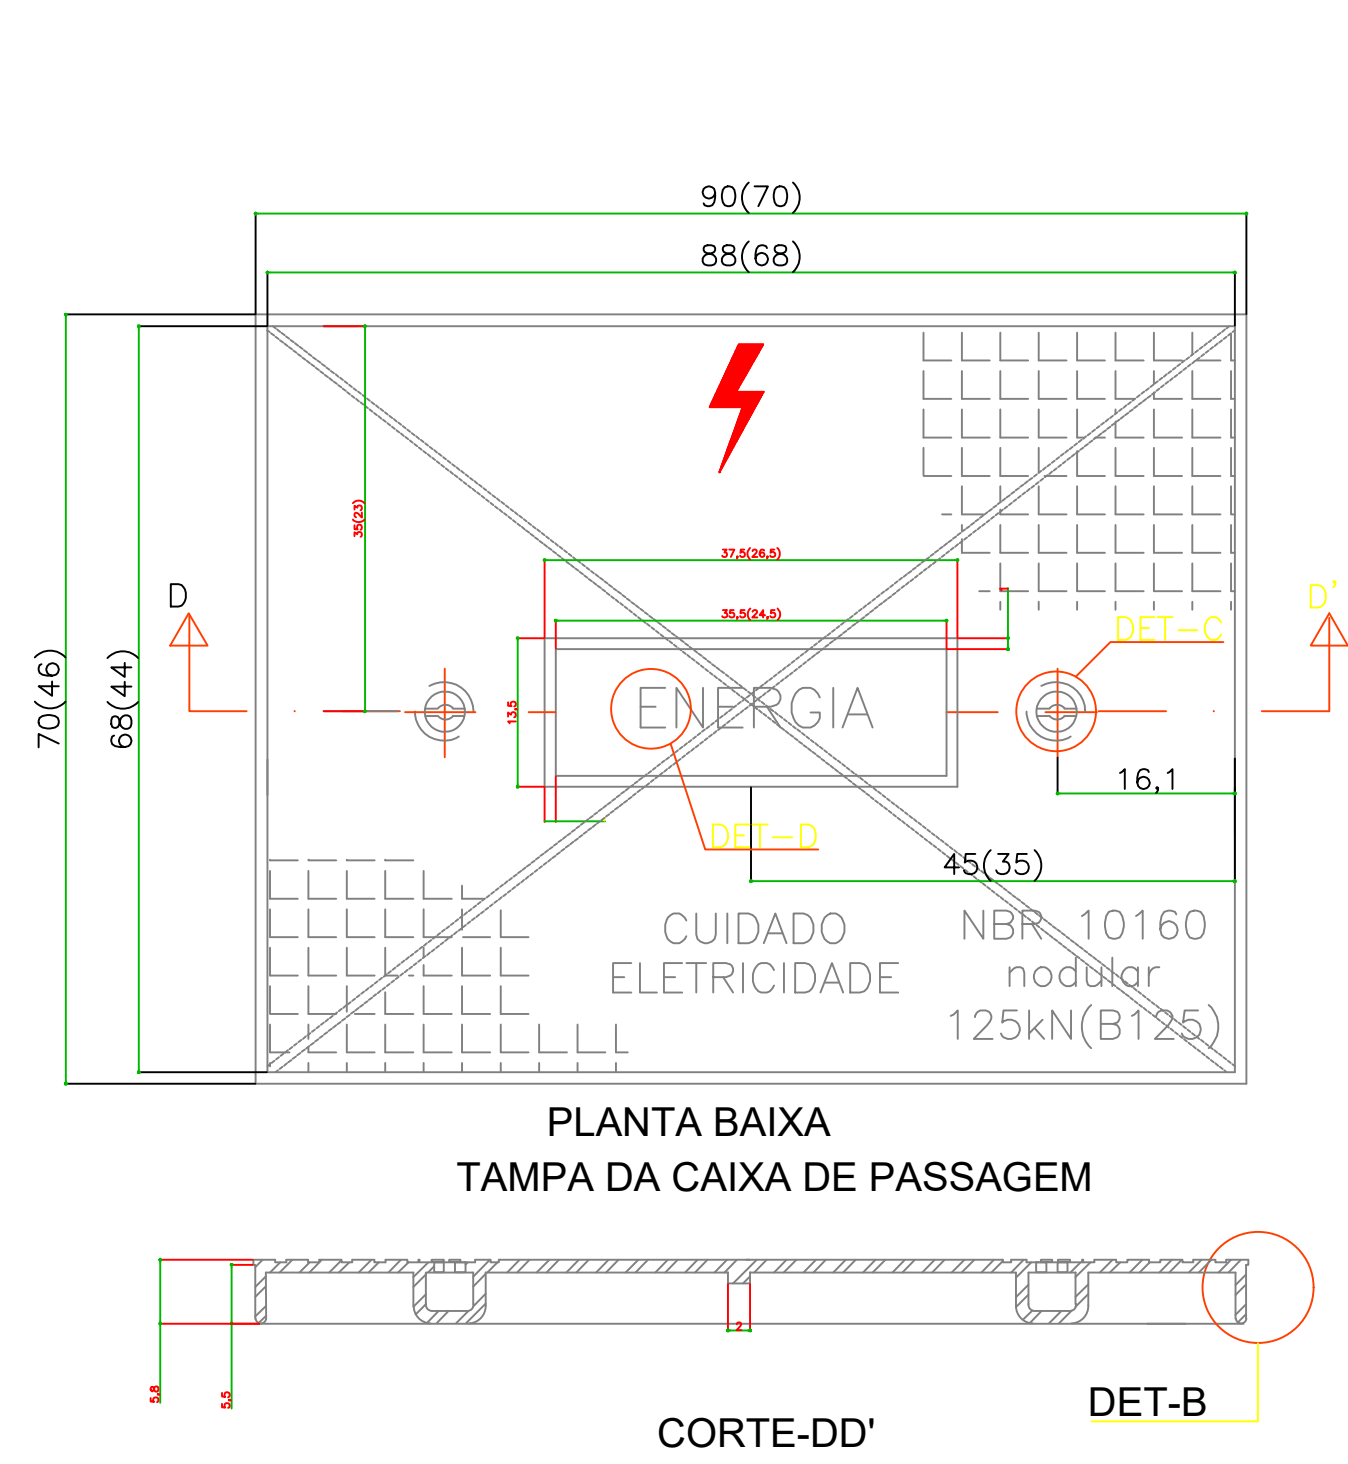 90(70)
88(68)
35(23)
37,5(26,5)
35,5(24,5)
D
D'
DET-C
70(46)
68(44)
13,5
ENERGIA
16,1
DET-D
45(35)
CUIDADO
ELETRICIDADE
NBR 10160
nodular
125kN(B125)
PLANTA BAIXA
TAMPA DA CAIXA DE PASSAGEM
2
5,8
5,5
DET-B
CORTE-DD'